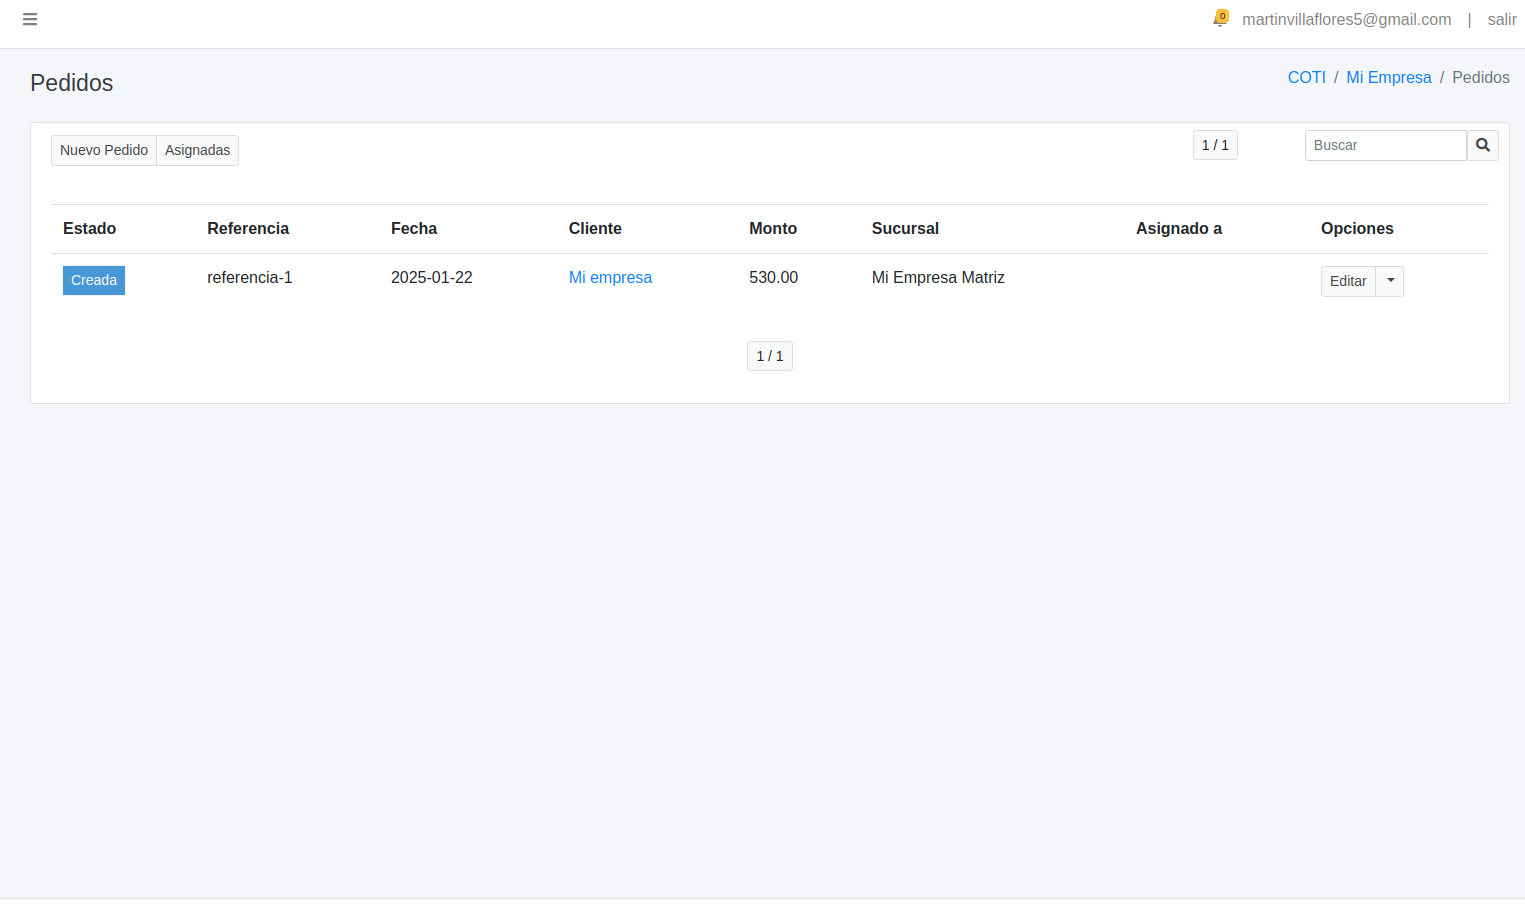 0 martinvillaflores5@gmail.com | salir
Pedidos
COTI / Mi Empresa / Pedidos
Nuevo Pedido Asignadas
1 / 1
Buscar
Estado Referencia Fecha Cliente Monto Sucursal Asignado a Opciones
Creada referencia-1 2025-01-22 Mi empresa 530.00 Mi Empresa Matriz Editar
1 / 1